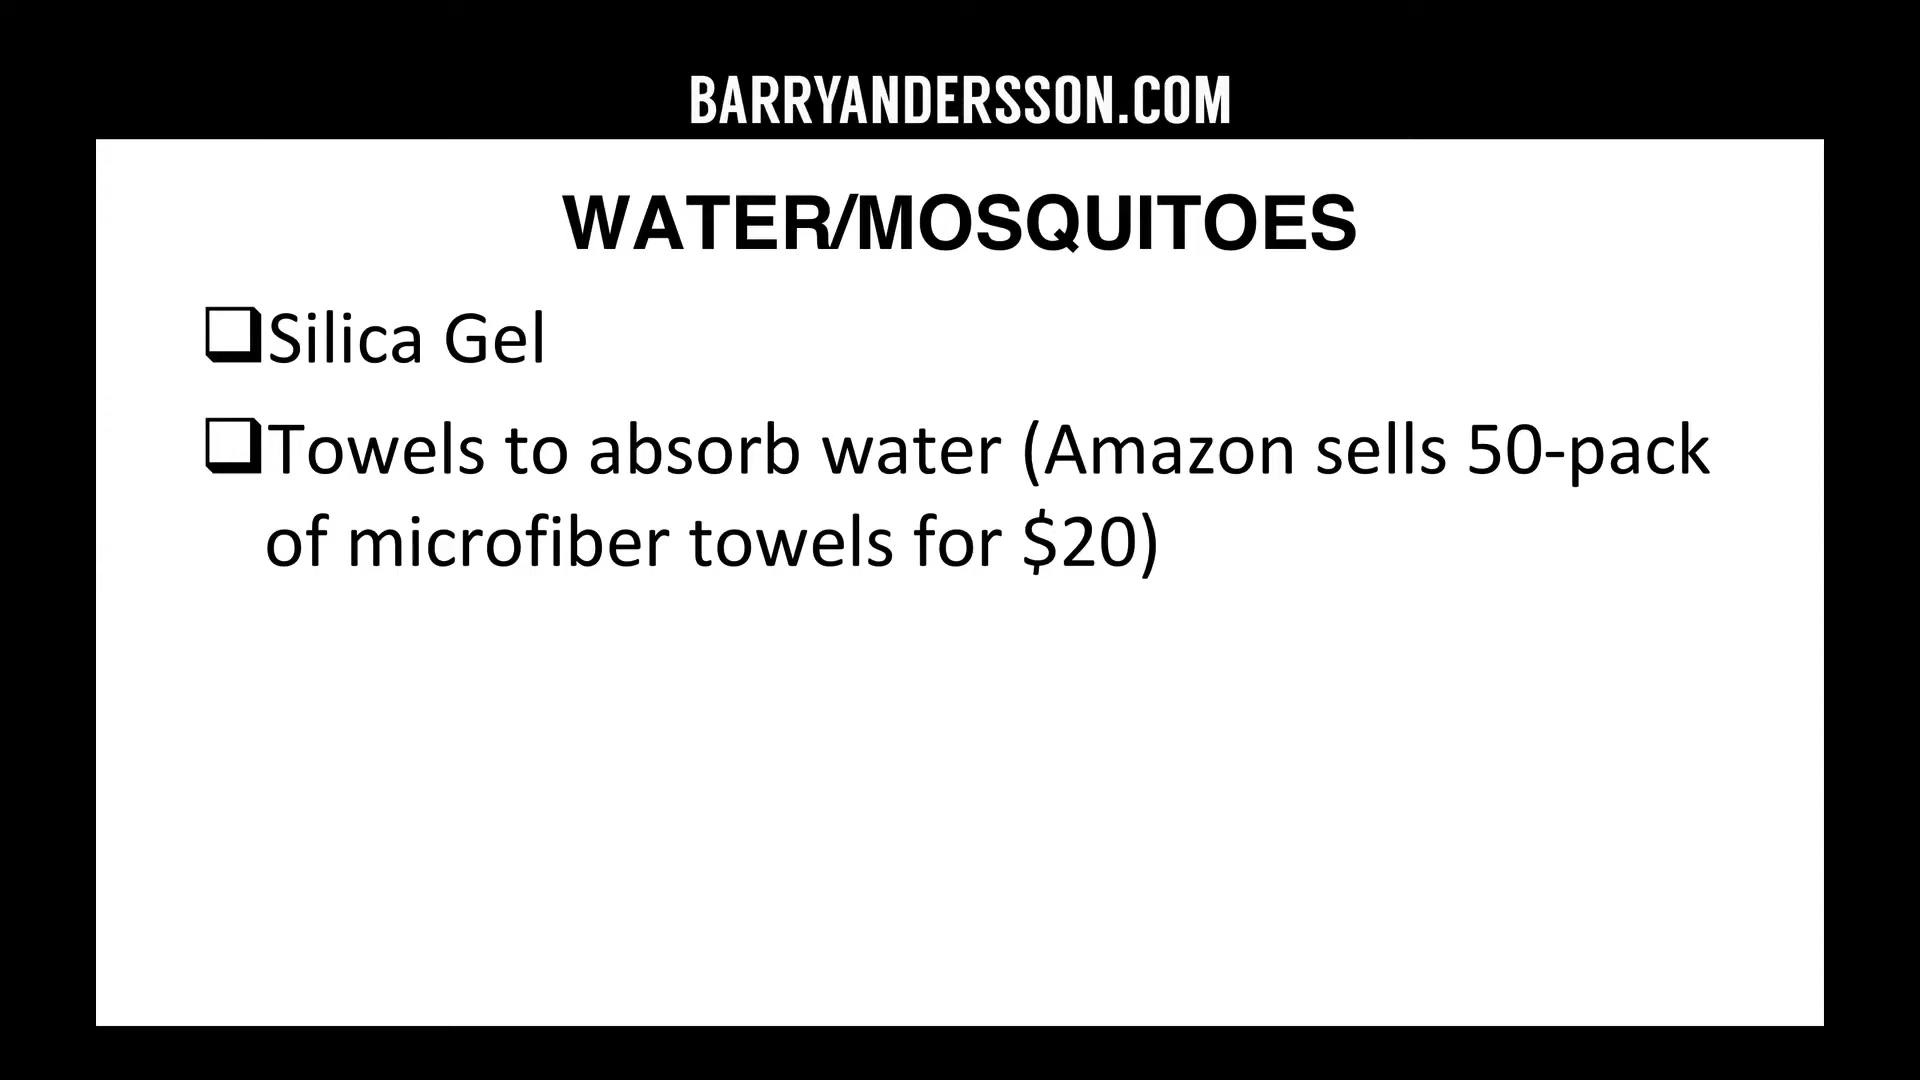 BARRYANDERSSON.COM
WATER/MOSQUITOES
❑Silica Gel
❑Towels to absorb water (Amazon sells 50-pack
of microfiber towels for $20)